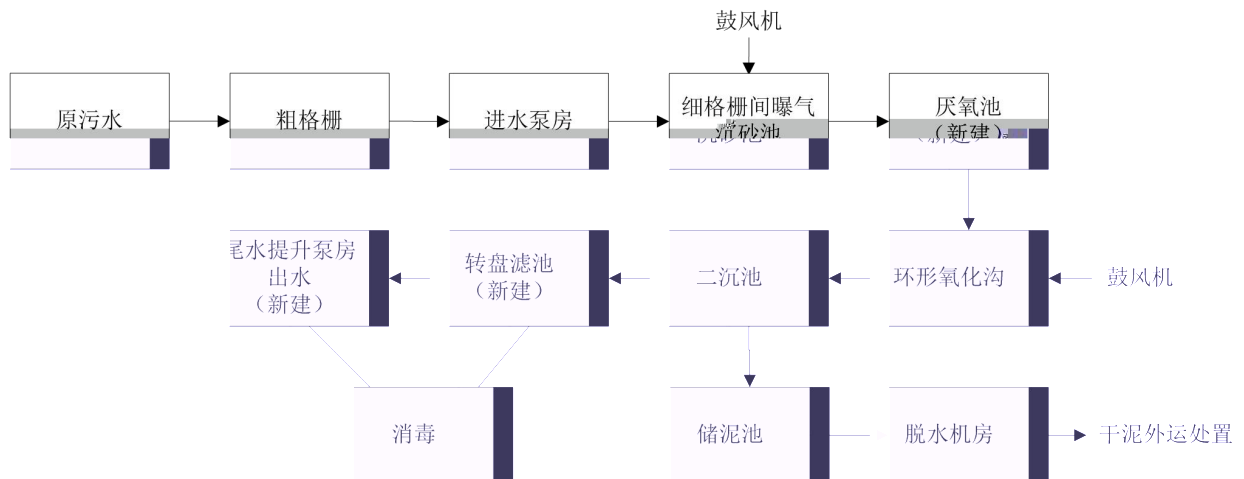 鼓风机
原污水
粗格栅
进水泵房
细格栅间曝气
沉砂池
厌氧池
（新建）
尾水提升泵房
出水
（新建）
转盘滤池
（新建）
二沉池
环形氧化沟
鼓风机
消毒
储泥池
脱水机房
干泥外运处置